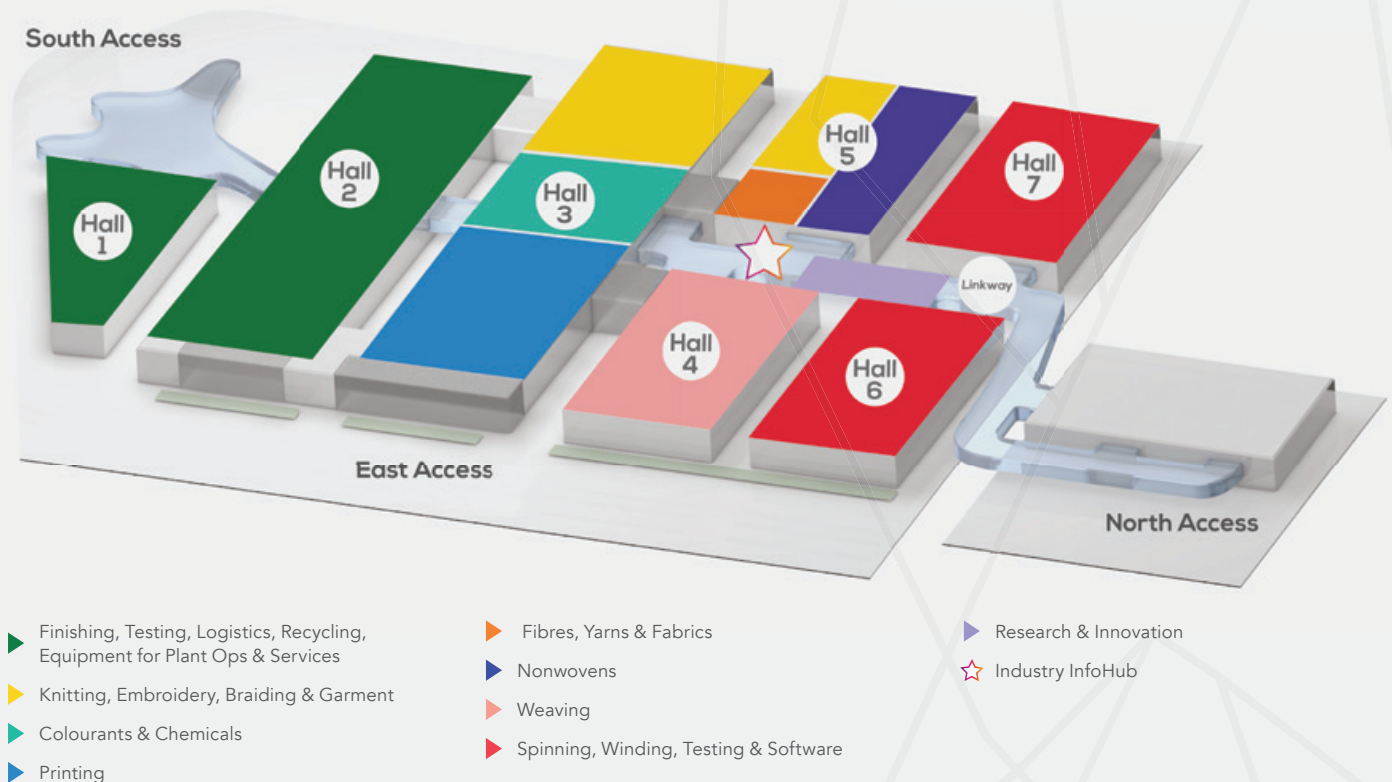 South Access
Hall
1
Hall
2
Hall
3
Hall
4
Hall
5
Hall
6
Hall
7
Linkway
East Access
North Access
Finishing, Testing, Logistics, Recycling,
Equipment for Plant Ops & Services
Knitting, Embroidery, Braiding & Garment
Colourants & Chemicals
Printing
Fibres, Yarns & Fabrics
Nonwovens
Weaving
Spinning, Winding, Testing & Software
Research & Innovation
Industry InfoHub